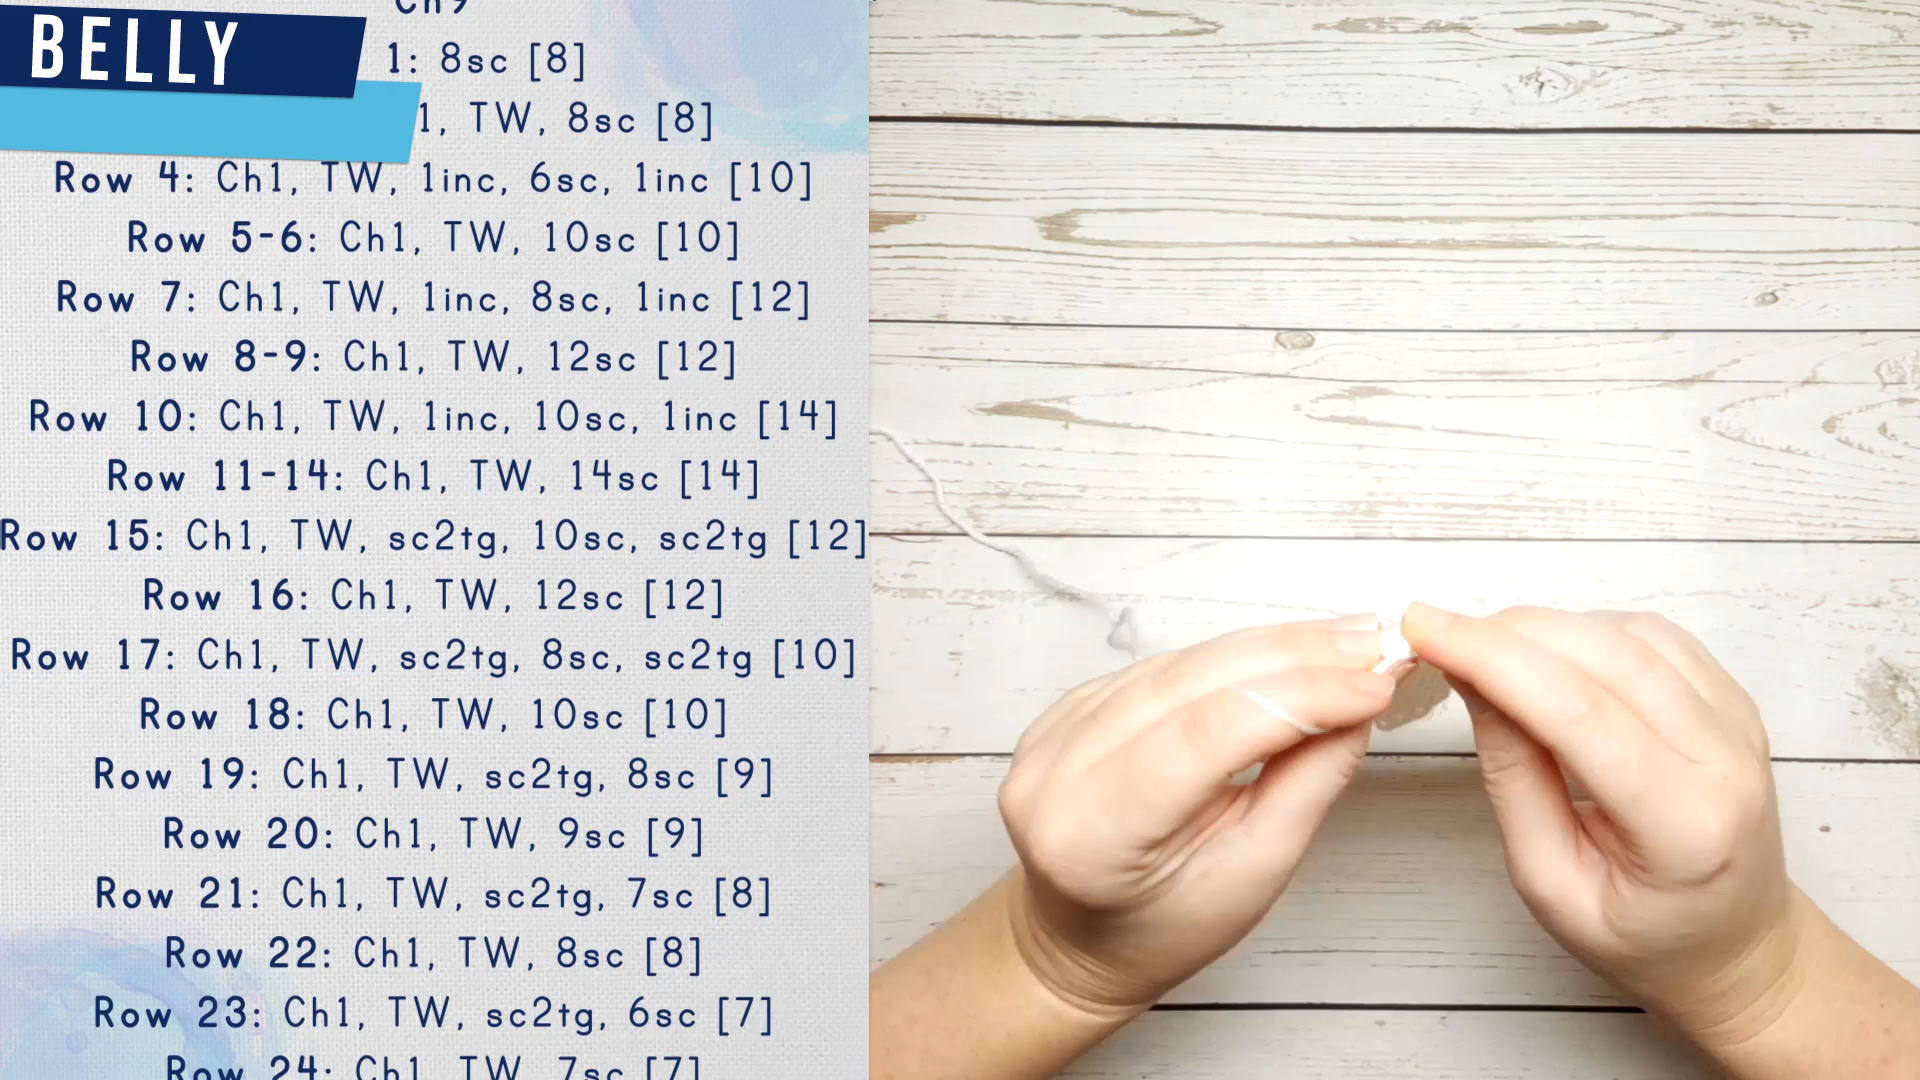 BELLY
Ch9
1: 8sc [8]
1, TW, 8sc [8]
Row 4: Ch1, TW, 1inc, 6sc, 1inc [10]
Row 5-6: Ch1, TW, 10sc [10]
Row 7: Ch1, TW, 1inc, 8sc, 1inc [12]
Row 8-9: Ch1, TW, 12sc [12]
Row 10: Ch1, TW, 1inc, 10sc, 1inc [14]
Row 11-14: Ch1, TW, 14sc [14]
Row 15: Ch1, TW, sc2tg, 10sc, sc2tg [12]
Row 16: Ch1, TW, 12sc [12]
Row 17: Ch1, TW, sc2tg, 8sc, sc2tg [10]
Row 18: Ch1, TW, 10sc [10]
Row 19: Ch1, TW, sc2tg, 8sc [9]
Row 20: Ch1, TW, 9sc [9]
Row 21: Ch1, TW, sc2tg, 7sc [8]
Row 22: Ch1, TW, 8sc [8]
Row 23: Ch1, TW, sc2tg, 6sc [7]
Row 24: Ch1, TW, 7sc [7]